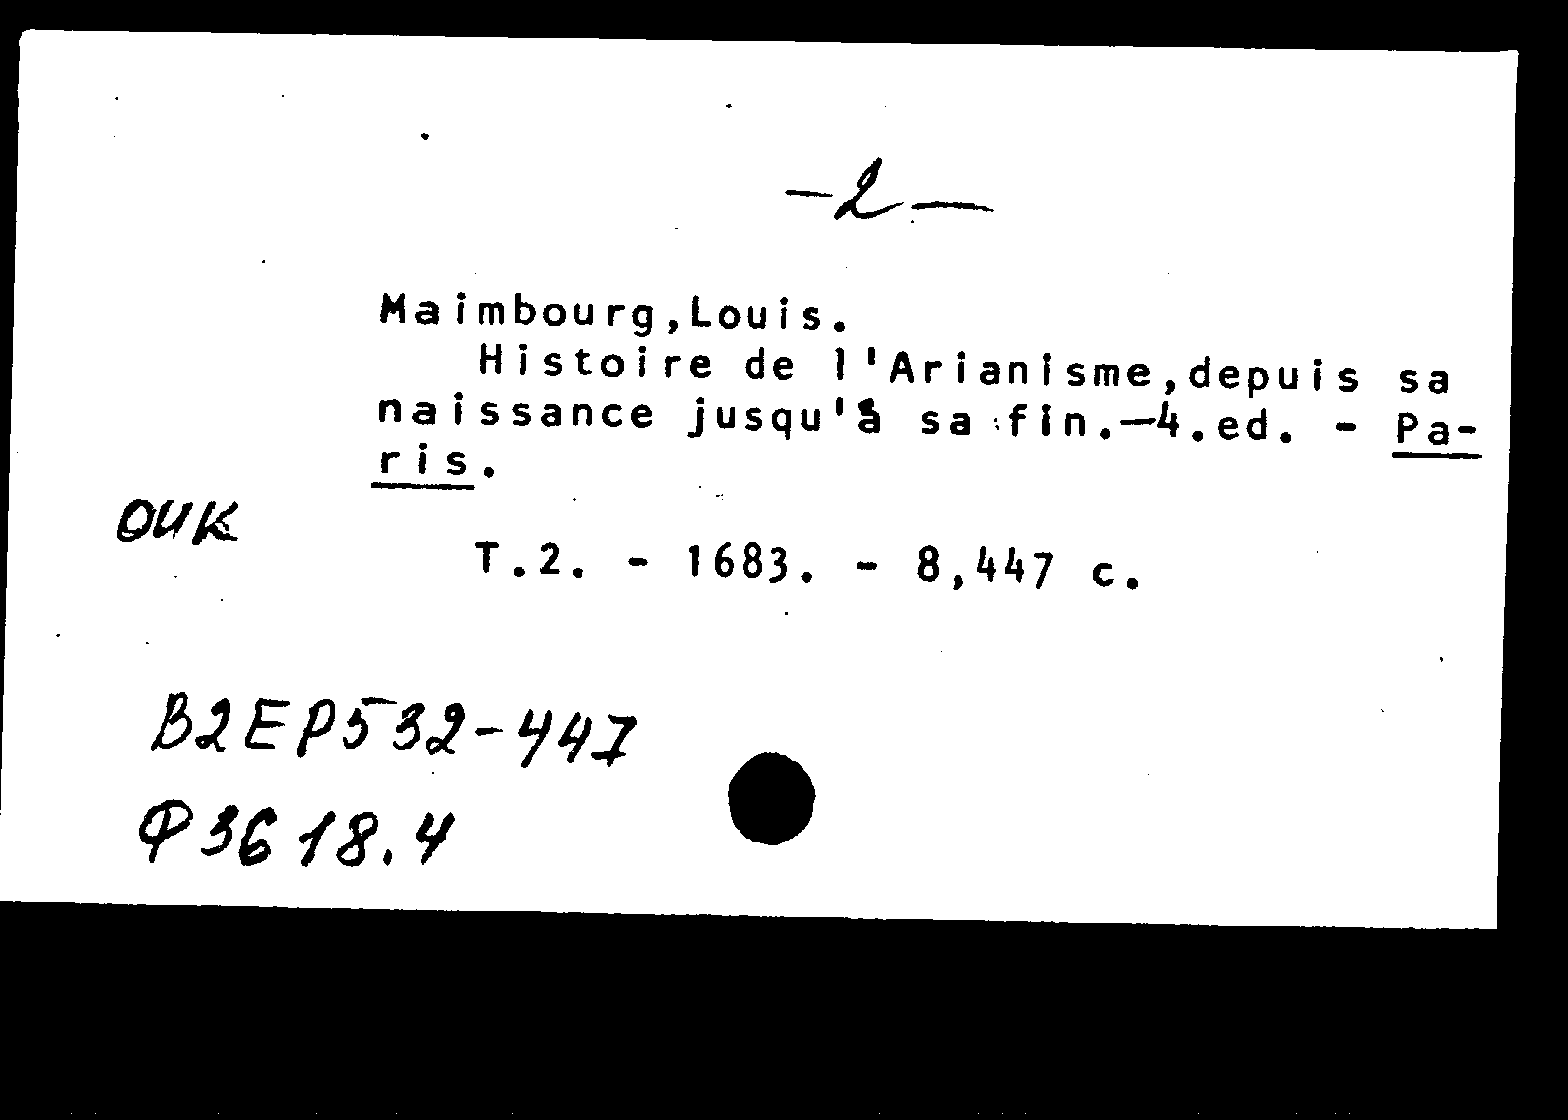 —2—
Maimbourg,Louis.
Histoire de l'Arianisme,depuis sa
naissance jusqu'à sa fin.—4.ed. - Pa-
ris.
ОИК
T.2. - 1683. - 8,447 c.
B2EP532-447
Ф3618.4